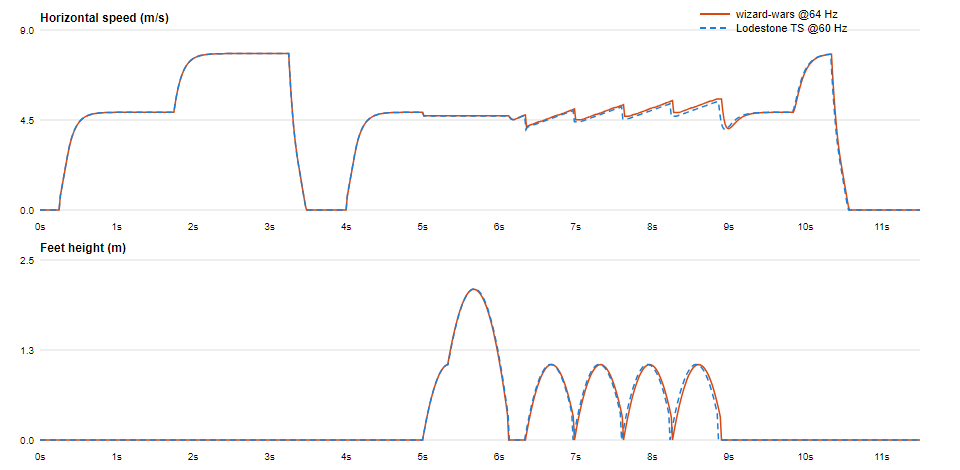 Horizontal speed (m/s)
wizard-wars @64 Hz
Lodestone TS @60 Hz
9.0
4.5
0.0
0s 1s 2s 3s 4s 5s 6s 7s 8s 9s 10s 11s
Feet height (m)
2.5
1.3
0.0
0s 1s 2s 3s 4s 5s 6s 7s 8s 9s 10s 11s